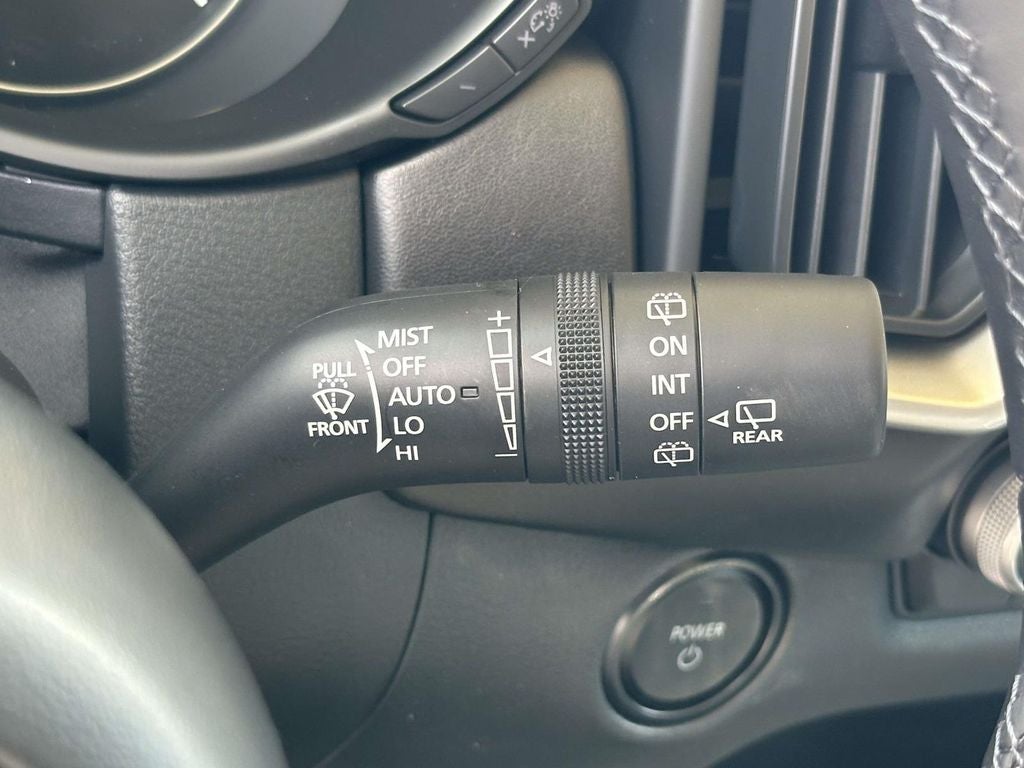 PULL
FRONT
MIST
OFF
AUTO
LO
HI
+
−
ON
INT
OFF
REAR
POWER